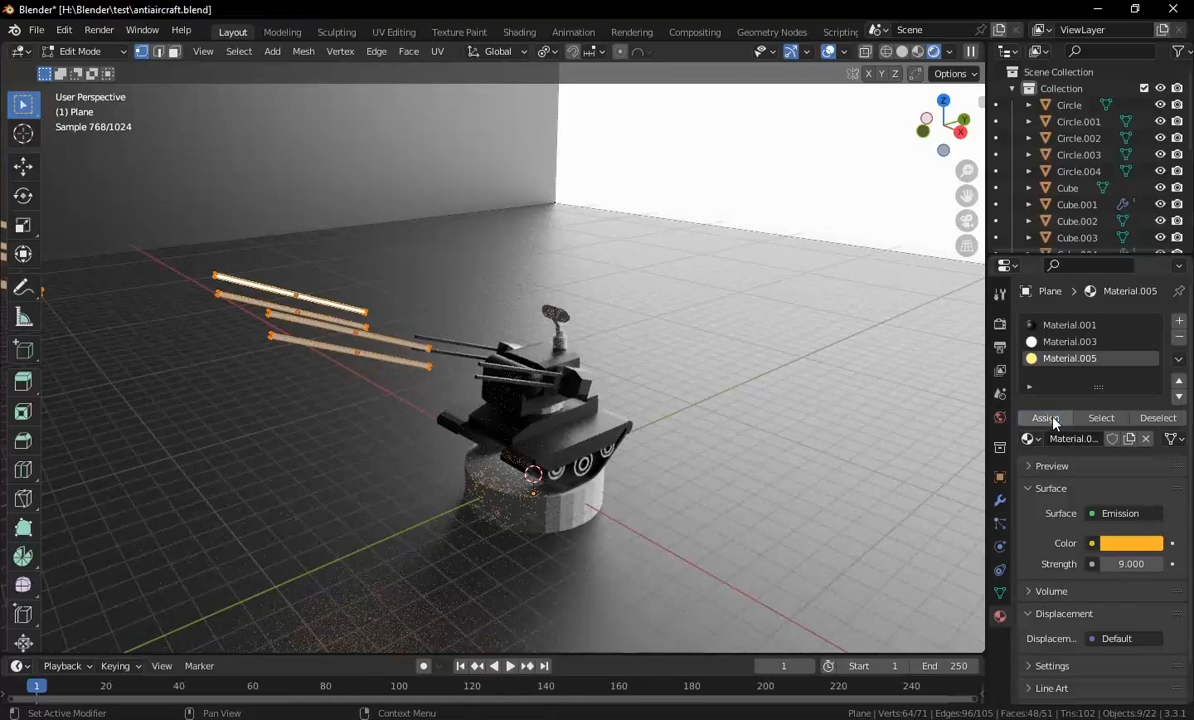 Blender* [H:\Blender\test\antiaircraft.blend]
File Edit Render Window Help Layout Modeling Sculpting UV Editing Texture Paint Shading Animation Rendering Compositing Geometry Nodes Scripting Scene ViewLayer
Edit Mode View Select Add Mesh Vertex Edge Face UV Global
X Y Z Options
User Perspective
(1) Plane
Sample 768/1024
Z
Y
X
Scene Collection
Collection
Circle
Circle.001
Circle.002
Circle.003
Circle.004
Cube
Cube.001
Cube.002
Cube.003
Plane > Material.005
Material.001
Material.003
Material.005
Assign Select Deselect
Material.0...
Preview
Surface
Surface Emission
Color
Strength 9.000
Volume
Displacement
Displacem... Default
Settings
Line Art
Playback Keying View Marker 1 Start 1 End 250
1 20 40 60 80 100 120 140 160 180 200 220 240
Set Active Modifier Pan View Context Menu Plane | Verts:64/71 | Edges:96/105 | Faces:48/51 | Tris:102 | Objects:9/22 | 3.3.1